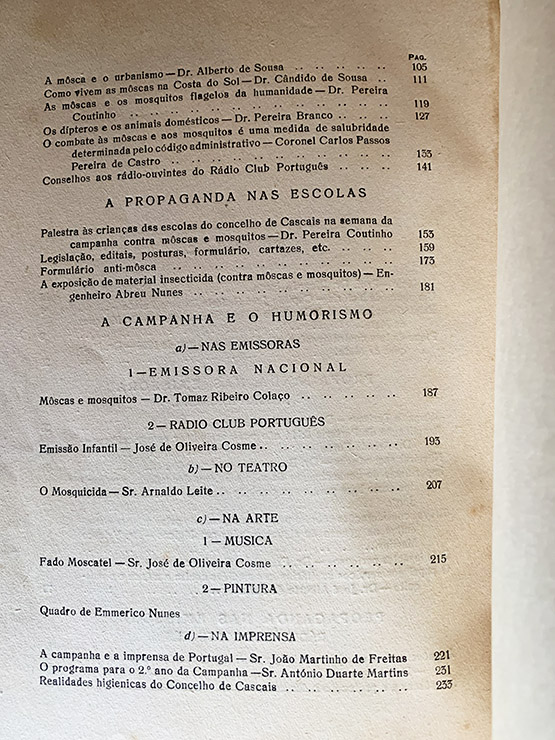 PAG.
A môsca e o urbanismo—Dr. Alberto de Sousa .. .. .. .. .. 105
Como vivem as môscas na Costa do Sol—Dr. Cândido de Sousa .. 111
As môscas e os mosquitos flagelos da humanidade — Dr. Pereira
Coutinho .. .. .. .. .. .. .. .. .. .. .. 119
Os dípteros e os animais domésticos—Dr. Pereira Branco .. .. .. 127
O combate às môscas e aos mosquitos é uma medida de salubridade
determinada pelo código administrativo — Coronel Carlos Passos
Pereira de Castro .. .. .. .. .. .. .. .. .. 133
Conselhos aos rádio-ouvintes do Rádio Club Português .. .. .. 141
A PROPAGANDA NAS ESCOLAS
Palestra às crianças das escolas do concelho de Cascais na semana da
campanha contra môscas e mosquitos—Dr. Pereira Coutinho 153
Legislação, editais, posturas, formulário, cartazes, etc. .. .. .. 159
Formulário anti-môsca .. .. .. .. .. .. .. .. .. 173
A exposição de material insecticida (contra môscas e mosquitos)—En-
genheiro Abreu Nunes .. .. .. .. .. .. .. .. .. 181
A CAMPANHA E O HUMORISMO
a)—NAS EMISSORAS
1—EMISSORA NACIONAL
Môscas e mosquitos — Dr. Tomaz Ribeiro Colaço .. .. .. .. .. 187
2—RADIO CLUB PORTUGUÊS
Emissão Infantil — José de Oliveira Cosme .. .. .. .. .. .. 193
b)—NO TEATRO
O Mosquicida — Sr. Arnaldo Leite .. .. .. .. .. .. .. .. 207
c)—NA ARTE
1 — MUSICA
Fado Moscatel — Sr. José de Oliveira Cosme .. .. .. .. .. .. 215
2—PINTURA
Quadro de Emmerico Nunes
d)—NA IMPRENSA
A campanha e a imprensa de Portugal — Sr. João Martinho de Freitas 221
O programa para o 2.º ano da Campanha —Sr. António Duarte Martins 231
Realidades higienicas do Concelho de Cascais .. .. .. .. .. .. 233